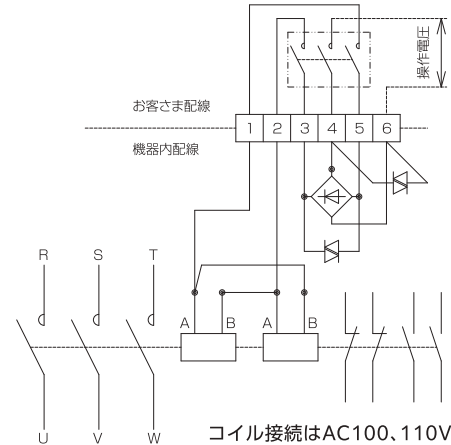 操作電圧
お客さま配線
1 2 3 4 5 6
機器内配線
R S T
A B A B
U V W
コイル接続はAC100、110V